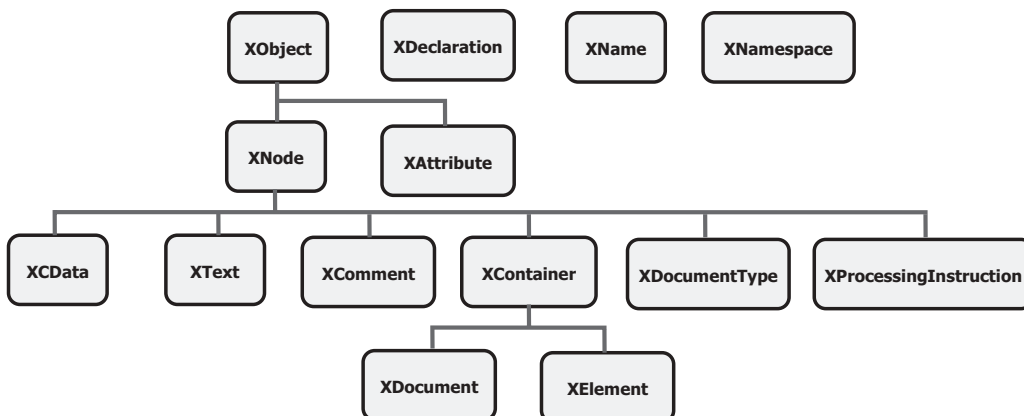 XObject
XDeclaration
XName
XNamespace
XNode
XAttribute
XCData
XText
XComment
XContainer
XDocumentType
XProcessingInstruction
XDocument
XElement